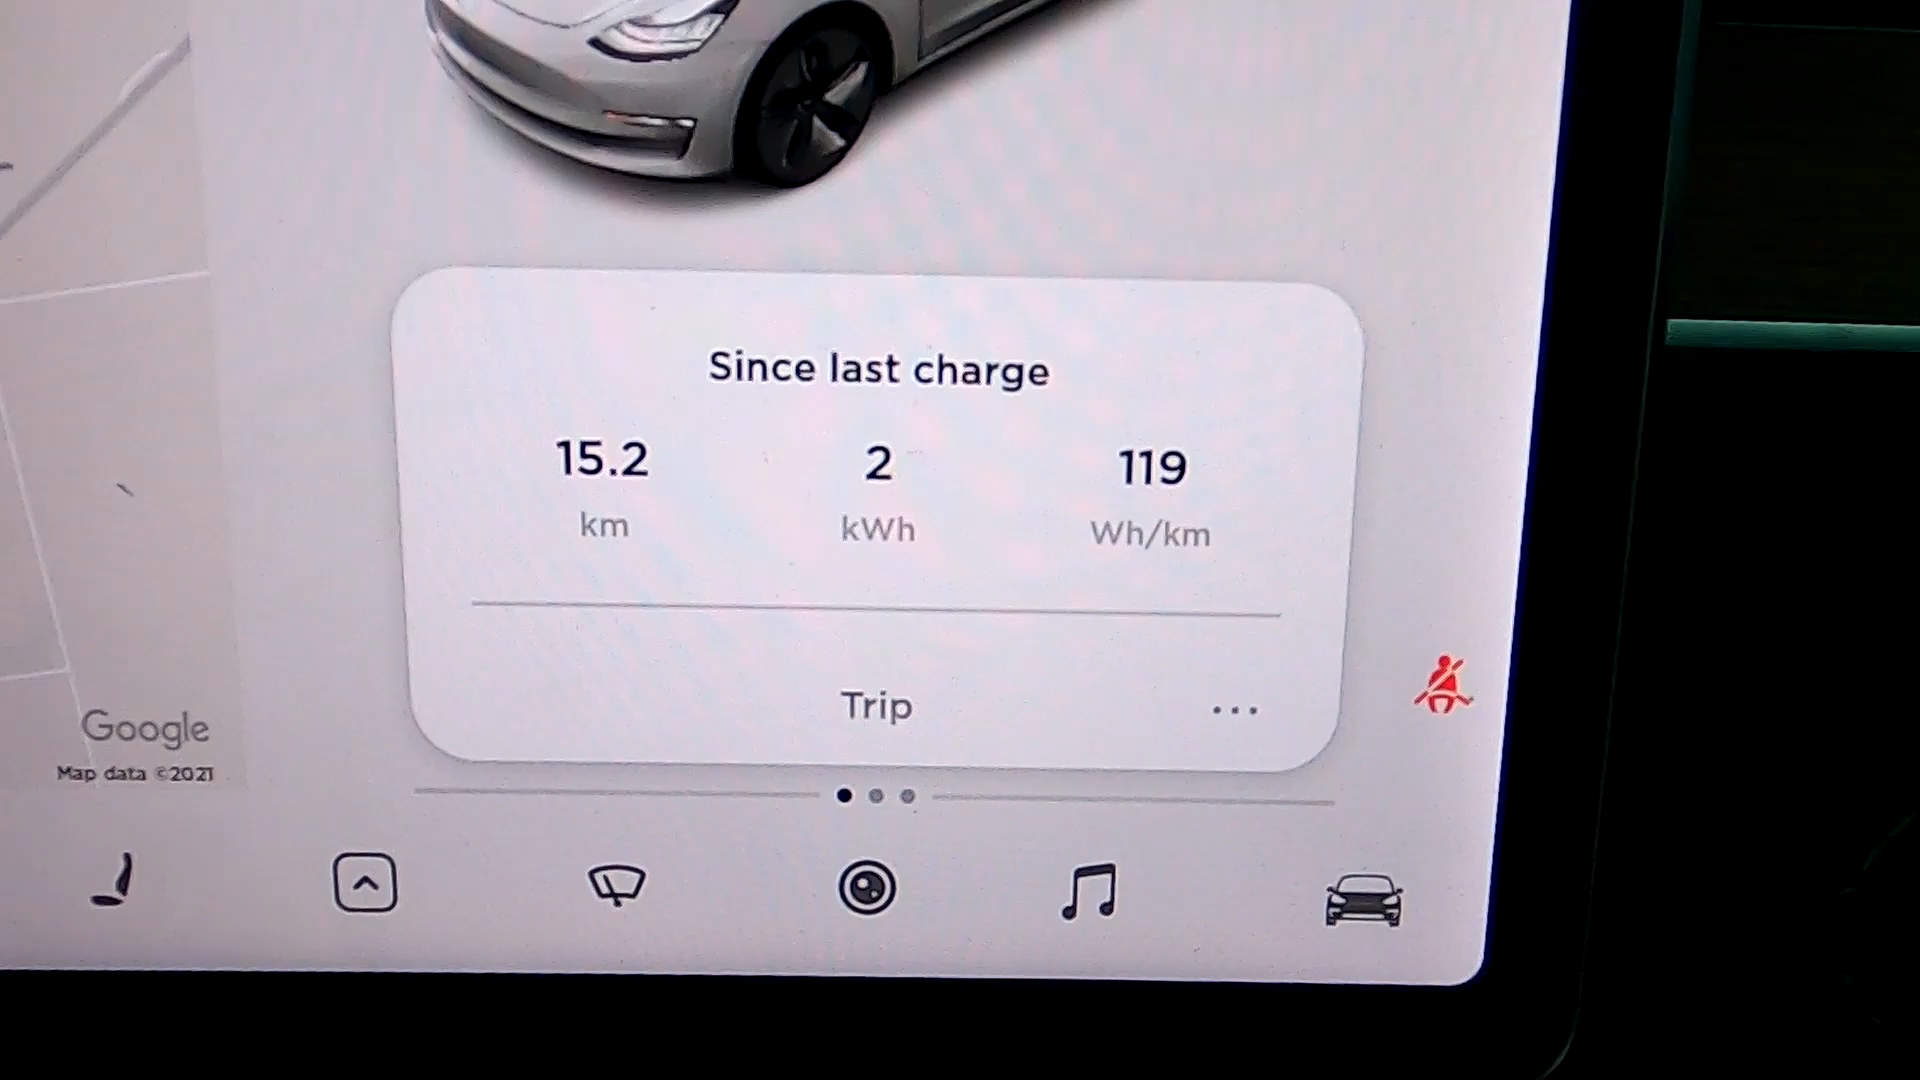 Since last charge
15.2 2 119
km kWh Wh/km
Trip ...
Google
Map data ©2021